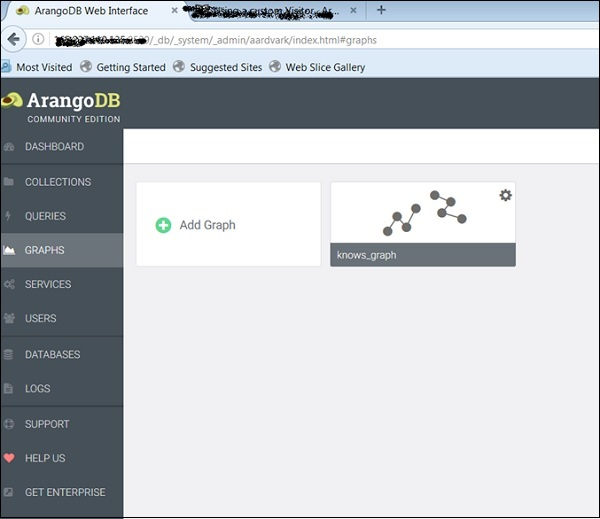 ArangoDB Web Interface
/_db/_system/_admin/aardvark/index.html#graphs
Most Visited Getting Started Suggested Sites Web Slice Gallery
ArangoDB
COMMUNITY EDITION
DASHBOARD
COLLECTIONS
QUERIES
GRAPHS
SERVICES
USERS
DATABASES
LOGS
SUPPORT
HELP US
GET ENTERPRISE
Add Graph
knows_graph